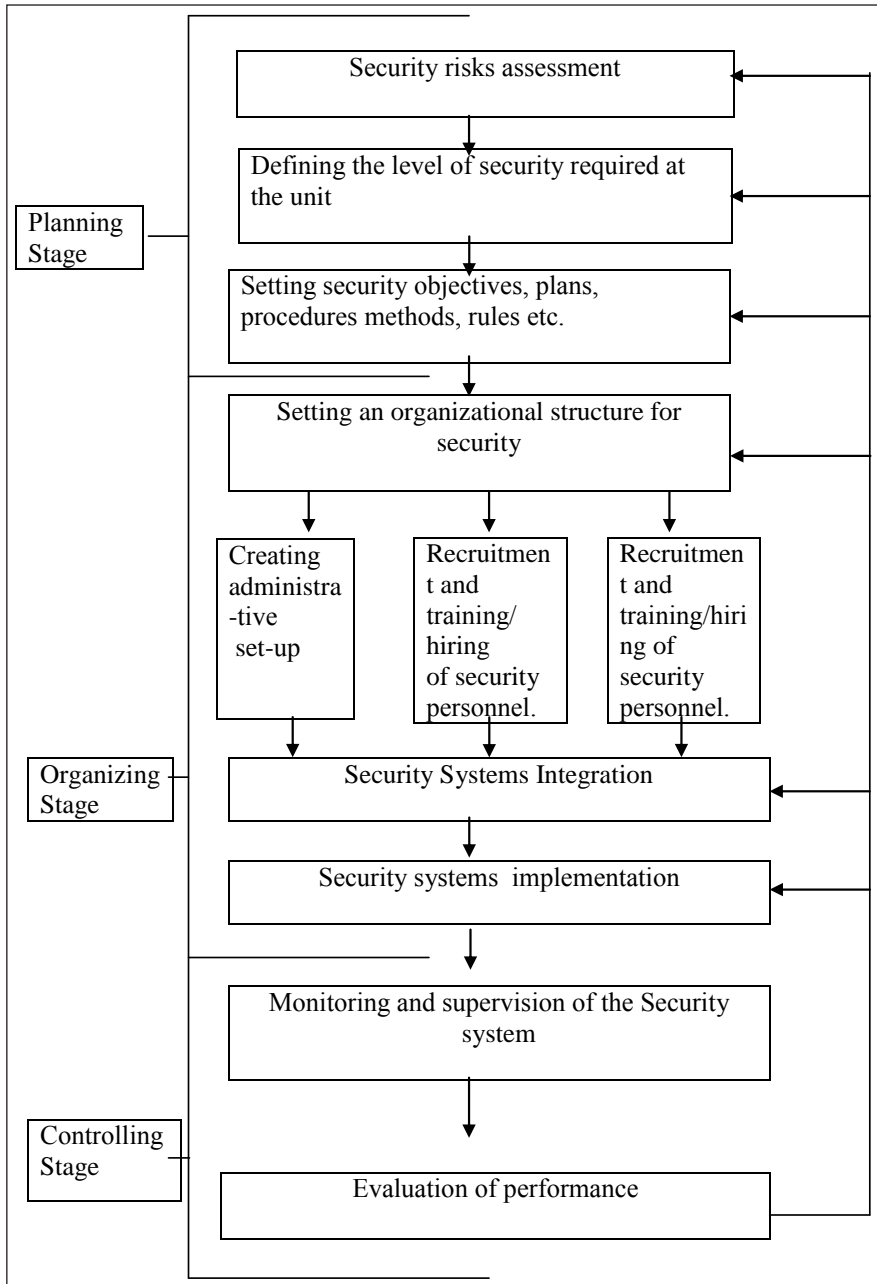 Security risks assessment
Defining the level of security required at
the unit
Planning
Stage
Setting security objectives, plans,
procedures methods, rules etc.
Setting an organizational structure for
security
Creating
administra
-tive
set-up
Recruitmen
t and
training/
hiring
of security
personnel.
Recruitmen
t and
training/hiri
ng of
security
personnel.
Organizing
Stage
Security Systems Integration
Security systems implementation
Monitoring and supervision of the Security
system
Controlling
Stage
Evaluation of performance